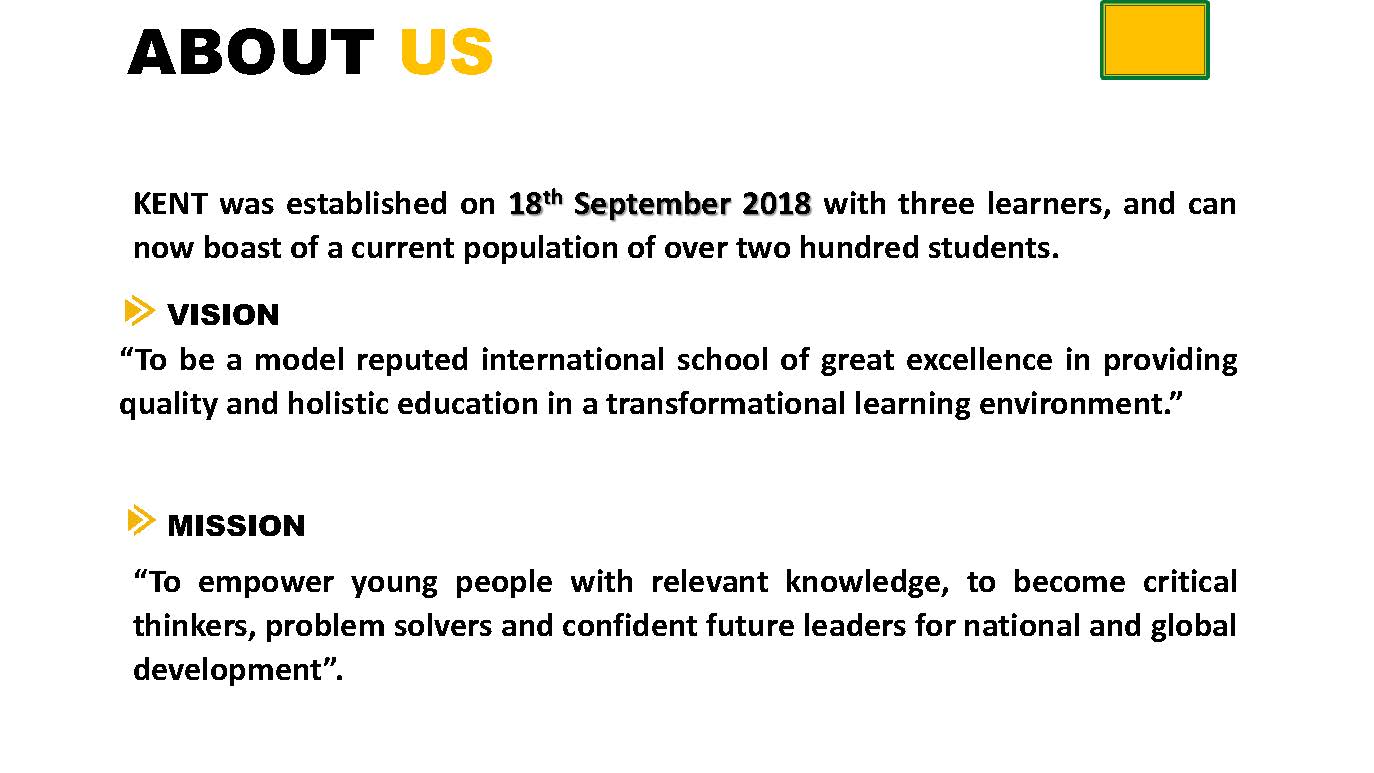 ABOUT US
KENT was established on 18th September 2018 with three learners, and can
now boast of a current population of over two hundred students.
VISION
“To be a model reputed international school of great excellence in providing
quality and holistic education in a transformational learning environment.”
MISSION
“To empower young people with relevant knowledge, to become critical
thinkers, problem solvers and confident future leaders for national and global
development”.